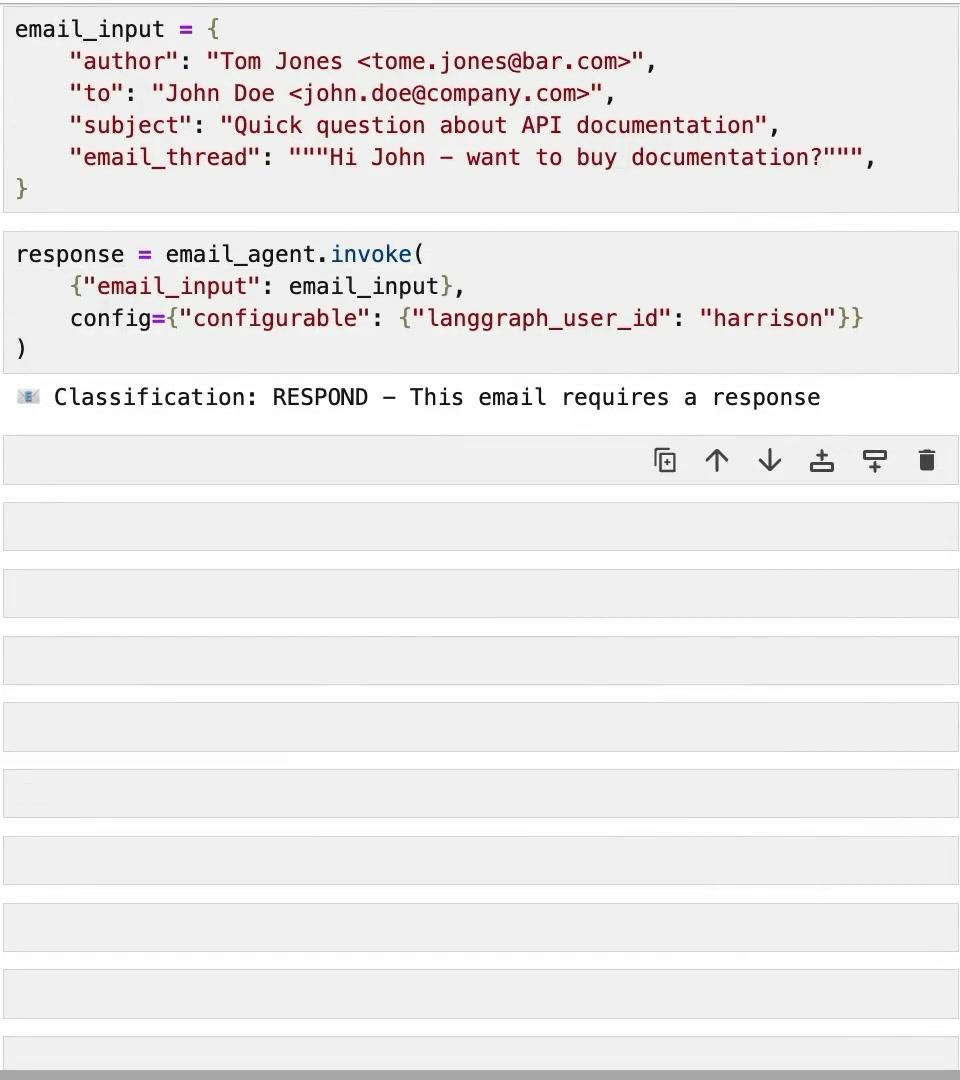 email_input = {
    "author": "Tom Jones <tome.jones@bar.com>",
    "to": "John Doe <john.doe@company.com>",
    "subject": "Quick question about API documentation",
    "email_thread": """Hi John – want to buy documentation?""",
}
response = email_agent.invoke(
    {"email_input": email_input},
    config={"configurable": {"langgraph_user_id": "harrison"}}
)
📧 Classification: RESPOND – This email requires a response